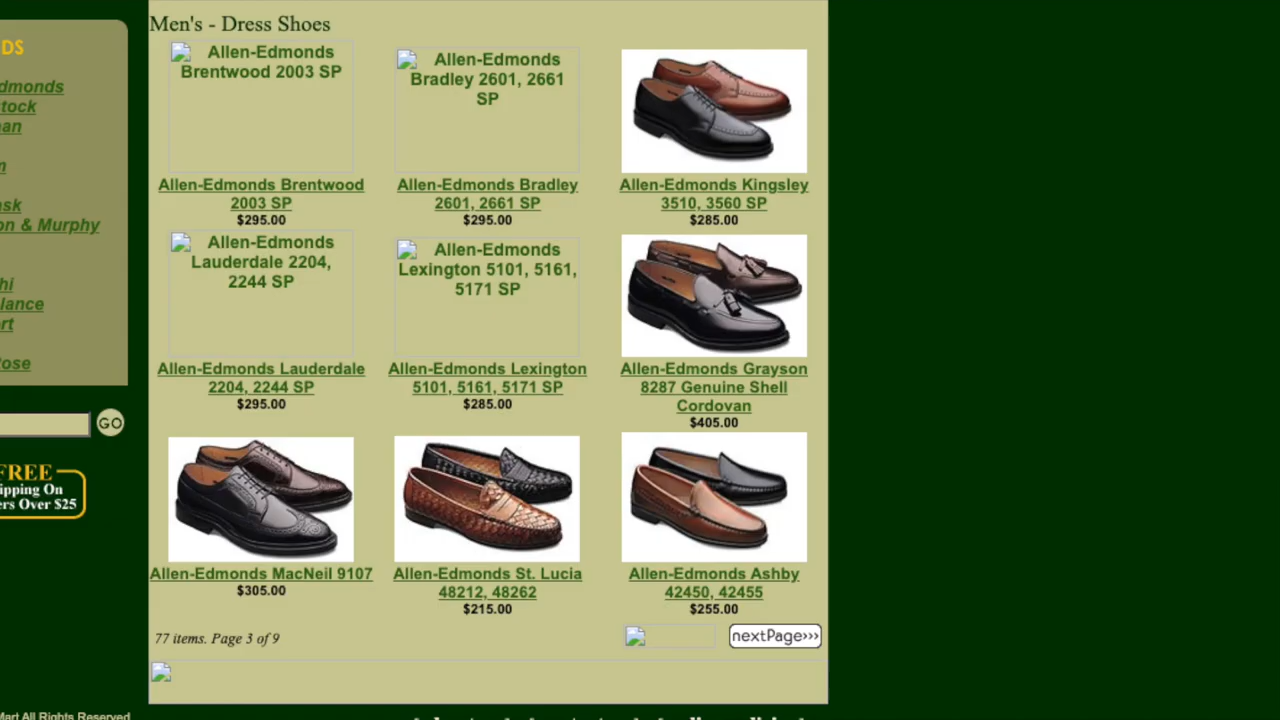 Men's - Dress Shoes
DS
dmonds
tock
an
n
ask
on & Murphy
hi
lance
rt
Rose
GO
FREE
ipping On
ers Over $25
Allen-Edmonds
Brentwood 2003 SP
Allen-Edmonds
Bradley 2601, 2661
SP
Allen-Edmonds Brentwood
2003 SP
$295.00
Allen-Edmonds Bradley
2601, 2661 SP
$295.00
Allen-Edmonds Kingsley
3510, 3560 SP
$285.00
Allen-Edmonds
Lauderdale 2204,
2244 SP
Allen-Edmonds
Lexington 5101, 5161,
5171 SP
Allen-Edmonds Lauderdale
2204, 2244 SP
$295.00
Allen-Edmonds Lexington
5101, 5161, 5171 SP
$285.00
Allen-Edmonds Grayson
8287 Genuine Shell
Cordovan
$405.00
Allen-Edmonds MacNeil 9107
$305.00
Allen-Edmonds St. Lucia
48212, 48262
$215.00
Allen-Edmonds Ashby
42450, 42455
$255.00
77 items. Page 3 of 9
nextPage>>>
Mart All Rights Reserved